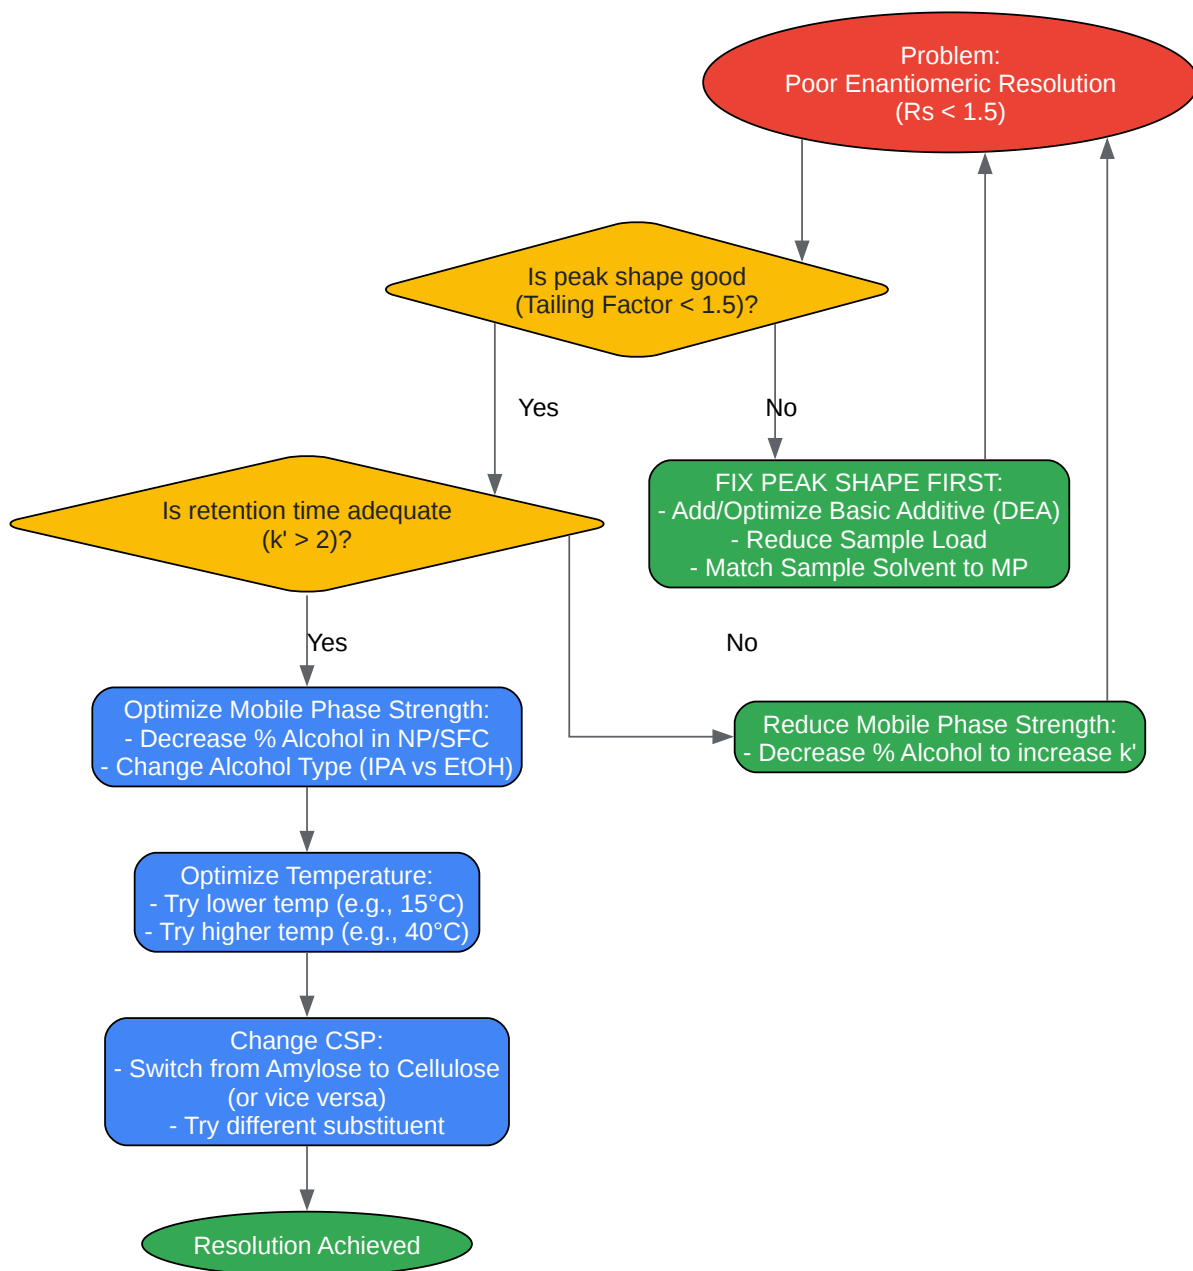 Problem:
Poor Enantiomeric Resolution
(Rs < 1.5)
Is peak shape good
(Tailing Factor < 1.5)?
Yes
No
Is retention time adequate
(k' > 2)?
FIX PEAK SHAPE FIRST:
- Add/Optimize Basic Additive (DEA)
- Reduce Sample Load
- Match Sample Solvent to MP
Yes
No
Optimize Mobile Phase Strength:
- Decrease % Alcohol in NP/SFC
- Change Alcohol Type (IPA vs EtOH)
Reduce Mobile Phase Strength:
- Decrease % Alcohol to increase k'
Optimize Temperature:
- Try lower temp (e.g., 15°C)
- Try higher temp (e.g., 40°C)
Change CSP:
- Switch from Amylose to Cellulose
(or vice versa)
- Try different substituent
Resolution Achieved